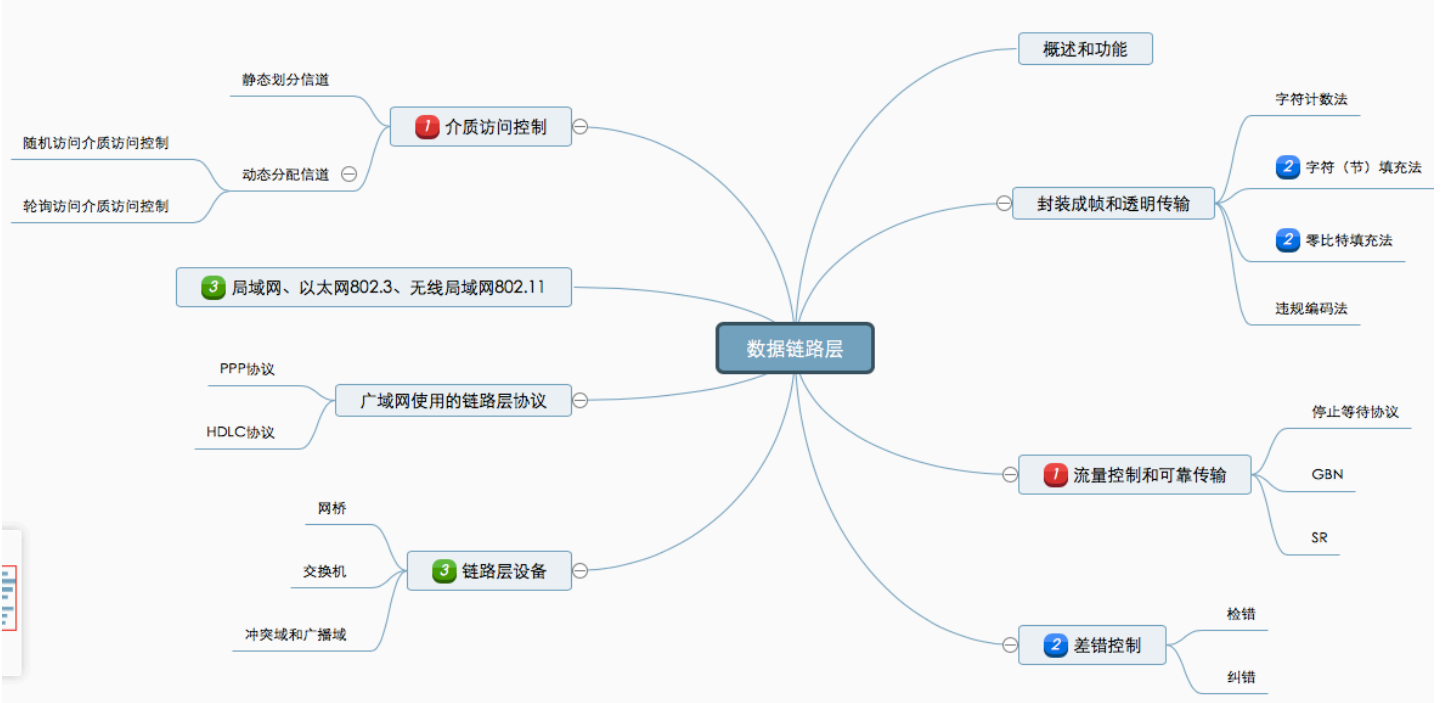 数据链路层
概述和功能
封装成帧和透明传输
字符计数法
2 字符（节）填充法
2 零比特填充法
违规编码法
1 流量控制和可靠传输
停止等待协议
GBN
SR
2 差错控制
检错
纠错
1 介质访问控制
静态划分信道
动态分配信道
随机访问介质访问控制
轮询访问介质访问控制
3 局域网、以太网802.3、无线局域网802.11
广域网使用的链路层协议
PPP协议
HDLC协议
3 链路层设备
网桥
交换机
冲突域和广播域